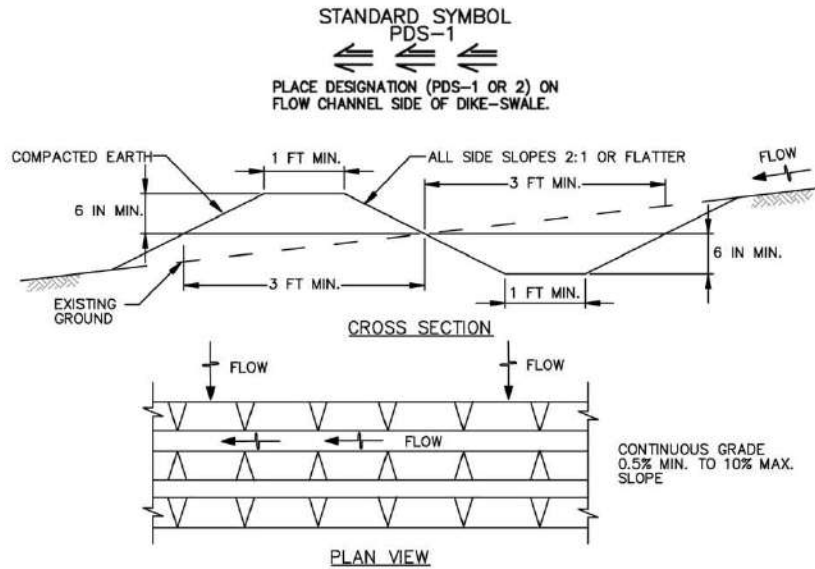 STANDARD SYMBOL
PDS-1
PLACE DESIGNATION (PDS-1 OR 2) ON
FLOW CHANNEL SIDE OF DIKE-SWALE.
COMPACTED EARTH
1 FT MIN.
ALL SIDE SLOPES 2:1 OR FLATTER
FLOW
3 FT MIN.
6 IN MIN.
6 IN MIN.
3 FT MIN.
1 FT MIN.
EXISTING
GROUND
CROSS SECTION
FLOW
FLOW
FLOW
CONTINUOUS GRADE
0.5% MIN. TO 10% MAX.
SLOPE
PLAN VIEW